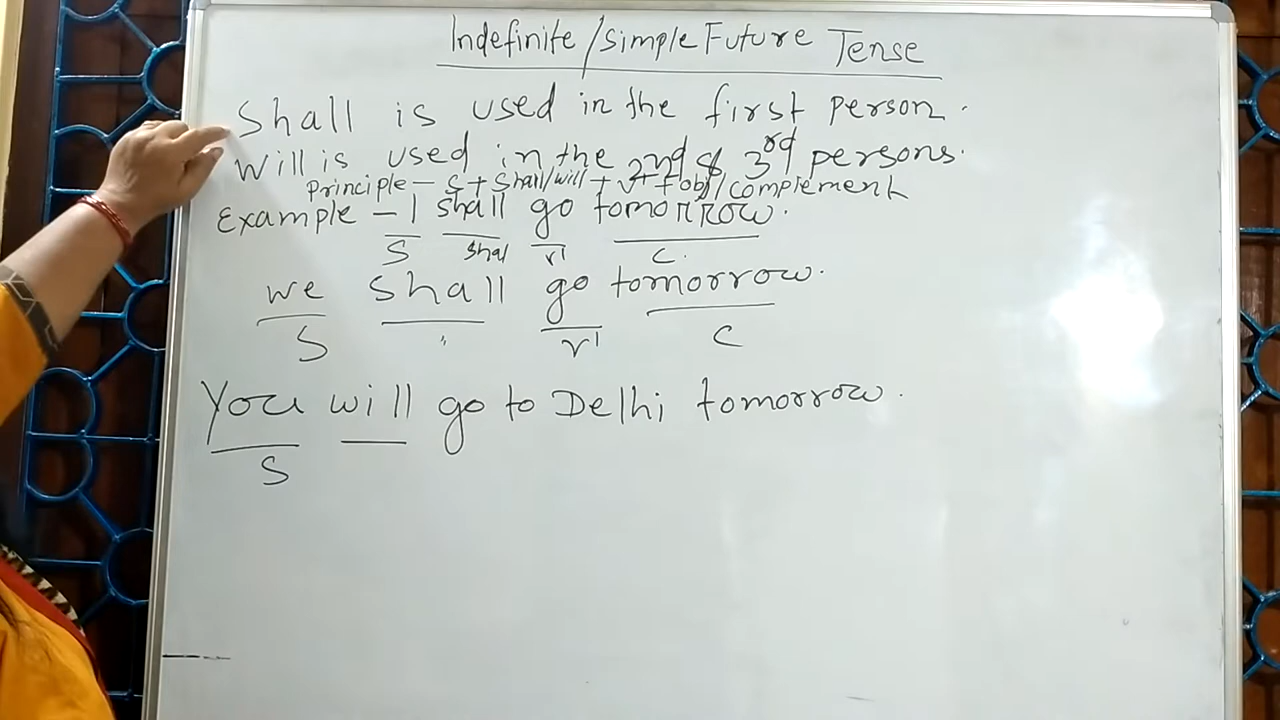 Indefinite/Simple Future Tense
Shall is used in the first person.
Will is used in the 2nd & 3rd persons.
Principle - S + Shall/will + v1 + obj/complement
Example - I shall go tomorrow.
S shal v1 c.
we shall go tomorrow.
S " v1 c
You will go to Delhi tomorrow.
S